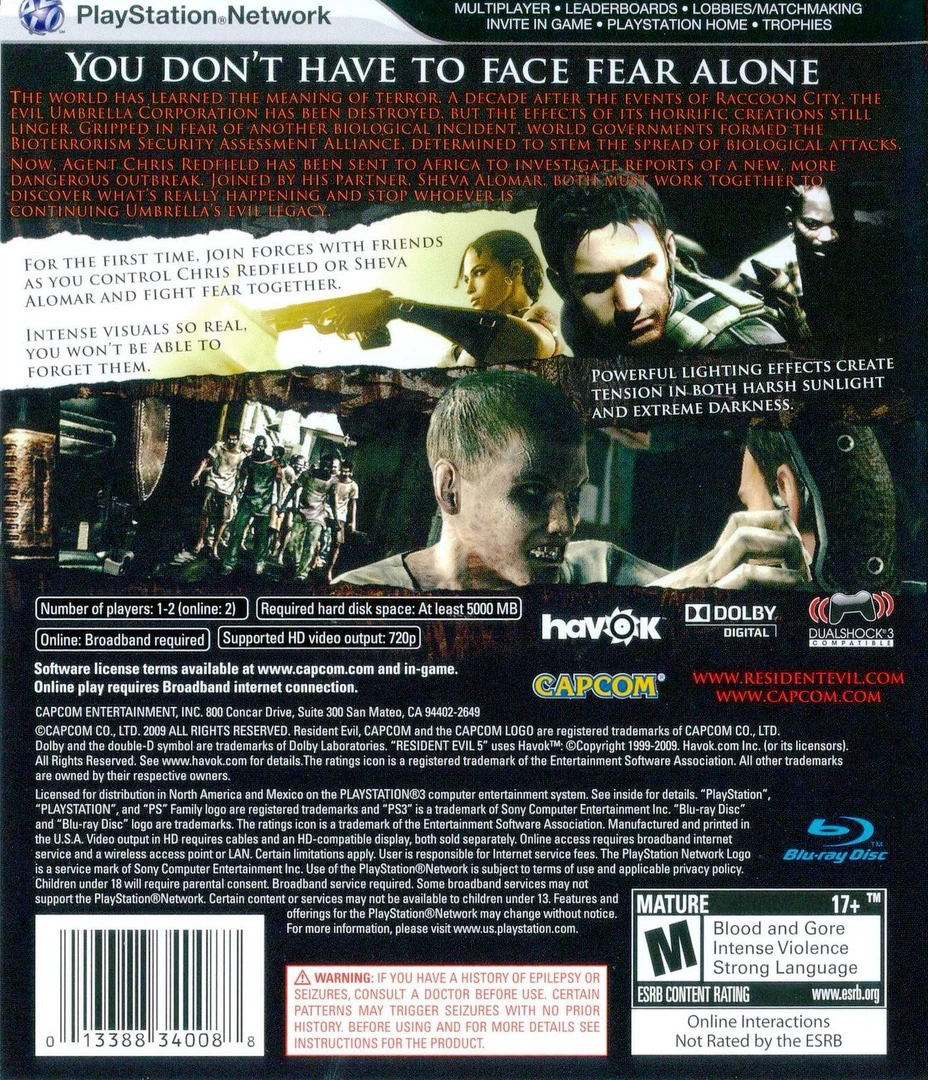 PlayStation®Network
MULTIPLAYER • LEADERBOARDS • LOBBIES/MATCHMAKING
INVITE IN GAME • PLAYSTATION HOME • TROPHIES
YOU DON'T HAVE TO FACE FEAR ALONE
THE WORLD HAS LEARNED THE MEANING OF TERROR. A DECADE AFTER THE EVENTS OF RACCOON CITY, THE
EVIL UMBRELLA CORPORATION HAS BEEN DESTROYED, BUT THE EFFECTS OF ITS HORRIFIC CREATIONS STILL
LINGER. GRIPPED IN FEAR OF ANOTHER BIOLOGICAL INCIDENT, WORLD GOVERNMENTS FORMED THE
BIOTERRORISM SECURITY ASSESSMENT ALLIANCE, DETERMINED TO STEM THE SPREAD OF BIOLOGICAL ATTACKS.
NOW, AGENT CHRIS REDFIELD HAS BEEN SENT TO AFRICA TO INVESTIGATE REPORTS OF A NEW, MORE
DANGEROUS OUTBREAK. JOINED BY HIS PARTNER, SHEVA ALOMAR, BOTH MUST WORK TOGETHER TO
DISCOVER WHAT'S REALLY HAPPENING AND STOP WHOEVER IS
CONTINUING UMBRELLA'S EVIL LEGACY.
FOR THE FIRST TIME, JOIN FORCES WITH FRIENDS
AS YOU CONTROL CHRIS REDFIELD OR SHEVA
ALOMAR AND FIGHT FEAR TOGETHER.
INTENSE VISUALS SO REAL,
YOU WON'T BE ABLE TO
FORGET THEM.
POWERFUL LIGHTING EFFECTS CREATE
TENSION IN BOTH HARSH SUNLIGHT
AND EXTREME DARKNESS.
Number of players: 1-2 (online: 2)
Required hard disk space: At least 5000 MB
Online: Broadband required
Supported HD video output: 720p
havok
DOLBY
DIGITAL
DUALSHOCK®3
COMPATIBLE
Software license terms available at www.capcom.com and in-game.
Online play requires Broadband internet connection.
CAPCOM®
WWW.RESIDENTEVIL.COM
WWW.CAPCOM.COM
CAPCOM ENTERTAINMENT, INC. 800 Concar Drive, Suite 300 San Mateo, CA 94402-2649
©CAPCOM CO., LTD. 2009 ALL RIGHTS RESERVED. Resident Evil, CAPCOM and the CAPCOM LOGO are registered trademarks of CAPCOM CO., LTD.
Dolby and the double-D symbol are trademarks of Dolby Laboratories. "RESIDENT EVIL 5" uses Havok™: ©Copyright 1999-2009. Havok.com Inc. (or its licensors).
All Rights Reserved. See www.havok.com for details.The ratings icon is a registered trademark of the Entertainment Software Association. All other trademarks
are owned by their respective owners.
Licensed for distribution in North America and Mexico on the PLAYSTATION®3 computer entertainment system. See inside for details. "PlayStation",
"PLAYSTATION", and "PS" Family logo are registered trademarks and "PS3" is a trademark of Sony Computer Entertainment Inc. "Blu-ray Disc"
and "Blu-ray Disc" logo are trademarks. The ratings icon is a trademark of the Entertainment Software Association. Manufactured and printed in
the U.S.A. Video output in HD requires cables and an HD-compatible display, both sold separately. Online access requires broadband internet
service and a wireless access point or LAN. Certain limitations apply. User is responsible for Internet service fees. The PlayStation Network Logo
is a service mark of Sony Computer Entertainment Inc. Use of the PlayStation®Network is subject to terms of use and applicable privacy policy.
Children under 18 will require parental consent. Broadband service required. Some broadband services may not
support the PlayStation®Network. Certain content or services may not be available to children under 13. Features and
offerings for the PlayStation®Network may change without notice.
For more information, please visit www.us.playstation.com.
Blu-ray Disc™
MATURE 17+ ™
M
Blood and Gore
Intense Violence
Strong Language
ESRB CONTENT RATING www.esrb.org
Online Interactions
Not Rated by the ESRB
WARNING: IF YOU HAVE A HISTORY OF EPILEPSY OR
SEIZURES, CONSULT A DOCTOR BEFORE USE. CERTAIN
PATTERNS MAY TRIGGER SEIZURES WITH NO PRIOR
HISTORY. BEFORE USING AND FOR MORE DETAILS SEE
INSTRUCTIONS FOR THE PRODUCT.
0 13388 34008 8